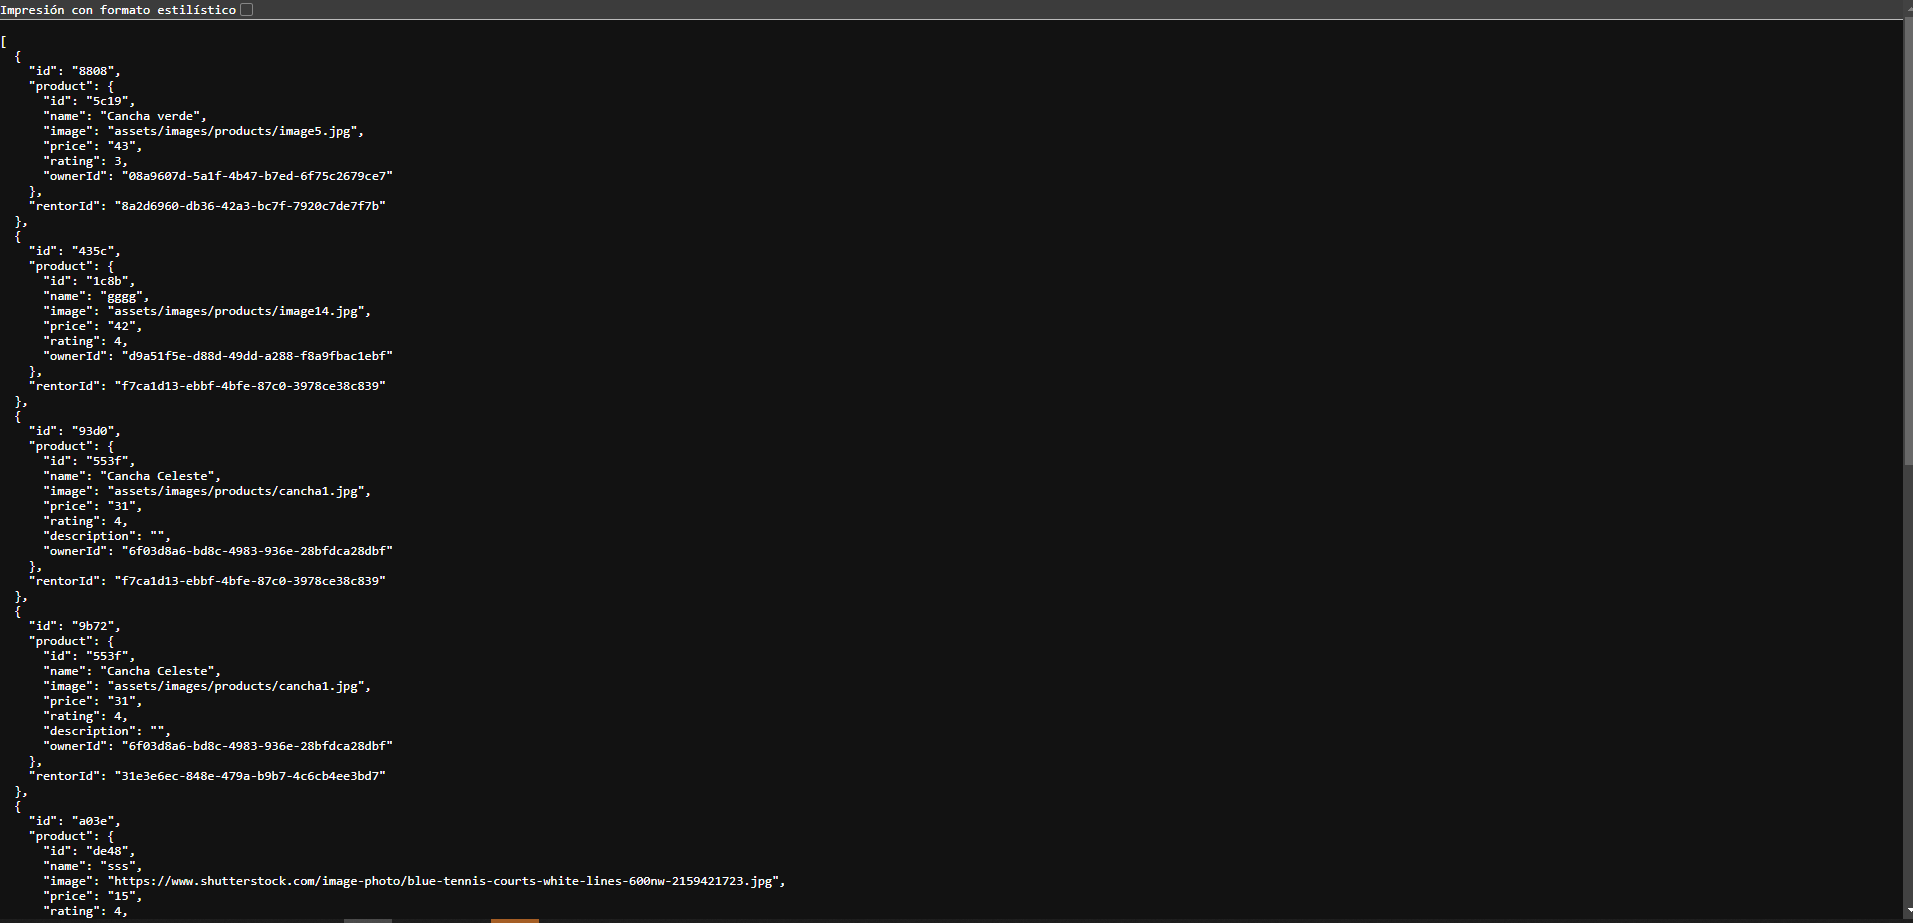 Impresión con formato estilístico
[
  {
    "id": "8808",
    "product": {
      "id": "5c19",
      "name": "Cancha verde",
      "image": "assets/images/products/image5.jpg",
      "price": "43",
      "rating": 3,
      "ownerId": "08a9607d-5a1f-4b47-b7ed-6f75c2679ce7"
    },
    "rentorId": "8a2d6960-db36-42a3-bc7f-7920c7de7f7b"
  },
  {
    "id": "435c",
    "product": {
      "id": "1c8b",
      "name": "gggg",
      "image": "assets/images/products/image14.jpg",
      "price": "42",
      "rating": 4,
      "ownerId": "d9a51f5e-d88d-49dd-a288-f8a9fbac1ebf"
    },
    "rentorId": "f7ca1d13-ebbf-4bfe-87c0-3978ce38c839"
  },
  {
    "id": "93d0",
    "product": {
      "id": "553f",
      "name": "Cancha Celeste",
      "image": "assets/images/products/cancha1.jpg",
      "price": "31",
      "rating": 4,
      "description": "",
      "ownerId": "6f03d8a6-bd8c-4983-936e-28bfdca28dbf"
    },
    "rentorId": "f7ca1d13-ebbf-4bfe-87c0-3978ce38c839"
  },
  {
    "id": "9b72",
    "product": {
      "id": "553f",
      "name": "Cancha Celeste",
      "image": "assets/images/products/cancha1.jpg",
      "price": "31",
      "rating": 4,
      "description": "",
      "ownerId": "6f03d8a6-bd8c-4983-936e-28bfdca28dbf"
    },
    "rentorId": "31e3e6ec-848e-479a-b9b7-4c6cb4ee3bd7"
  },
  {
    "id": "a03e",
    "product": {
      "id": "de48",
      "name": "sss",
      "image": "https://www.shutterstock.com/image-photo/blue-tennis-courts-white-lines-600nw-2159421723.jpg",
      "price": "15",
      "rating": 4,